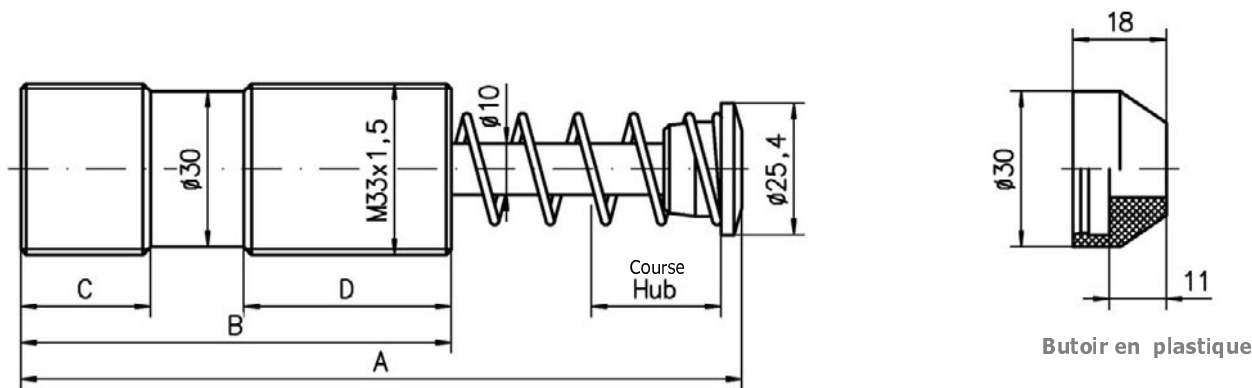 ø30
M33x1,5
ø10
ø25,4
C
D
Course
Hub
B
A
18
ø30
11
Butoir en plastique